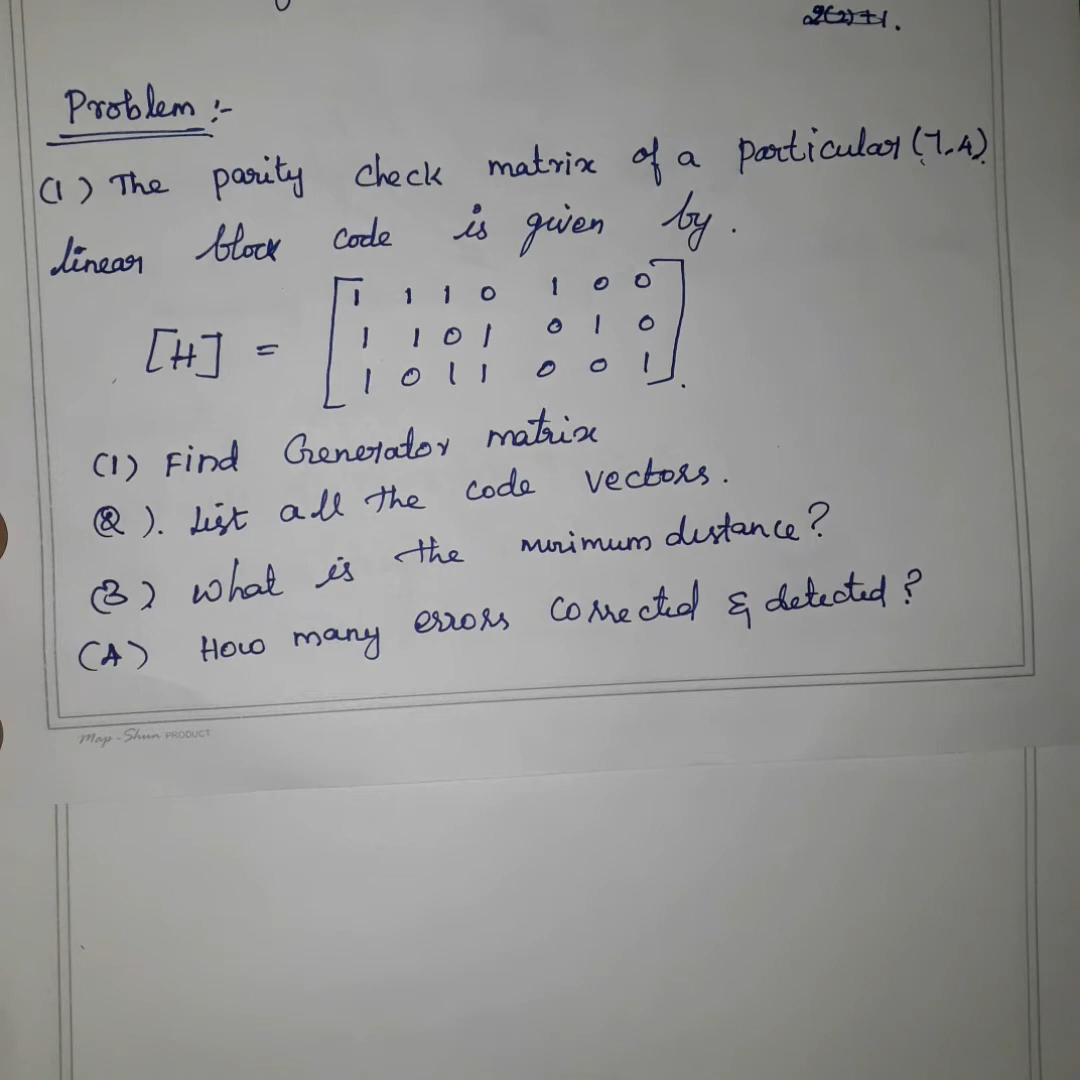 2(2)+1.
Problem :-
(1) The parity check matrix of a particular (7,4)
linear block code is given by.
[H] = [1 1 1 0 1 0 0
1 1 0 1 0 1 0
1 0 1 1 0 0 1].
(1) Find Generator matrix
(2). List all the code vectors.
(3) What is the minimum distance?
(4) How many errors corrected & detected?
Map-Shun PRODUCT